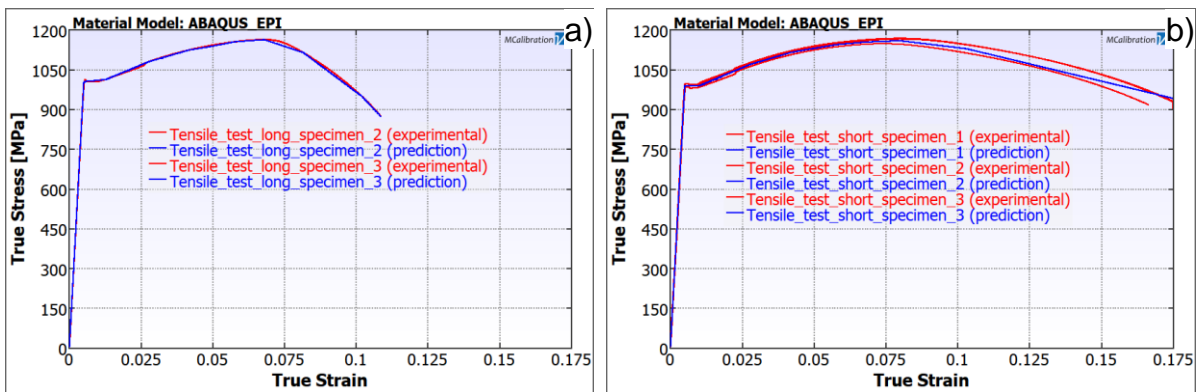 Material Model: ABAQUS_EPI
a)
MCalibration
1200
1050
900
750
600
450
300
150
0
True Stress [MPa]
Tensile_test_long_specimen_2 (experimental)
Tensile_test_long_specimen_2 (prediction)
Tensile_test_long_specimen_3 (experimental)
Tensile_test_long_specimen_3 (prediction)
0 0.025 0.05 0.075 0.1 0.125 0.15 0.175
True Strain
Material Model: ABAQUS_EPI
b)
MCalibration
1200
1050
900
750
600
450
300
150
0
True Stress [MPa]
Tensile_test_short_specimen_1 (experimental)
Tensile_test_short_specimen_1 (prediction)
Tensile_test_short_specimen_2 (experimental)
Tensile_test_short_specimen_2 (prediction)
Tensile_test_short_specimen_3 (experimental)
Tensile_test_short_specimen_3 (prediction)
0 0.025 0.05 0.075 0.1 0.125 0.15 0.175
True Strain